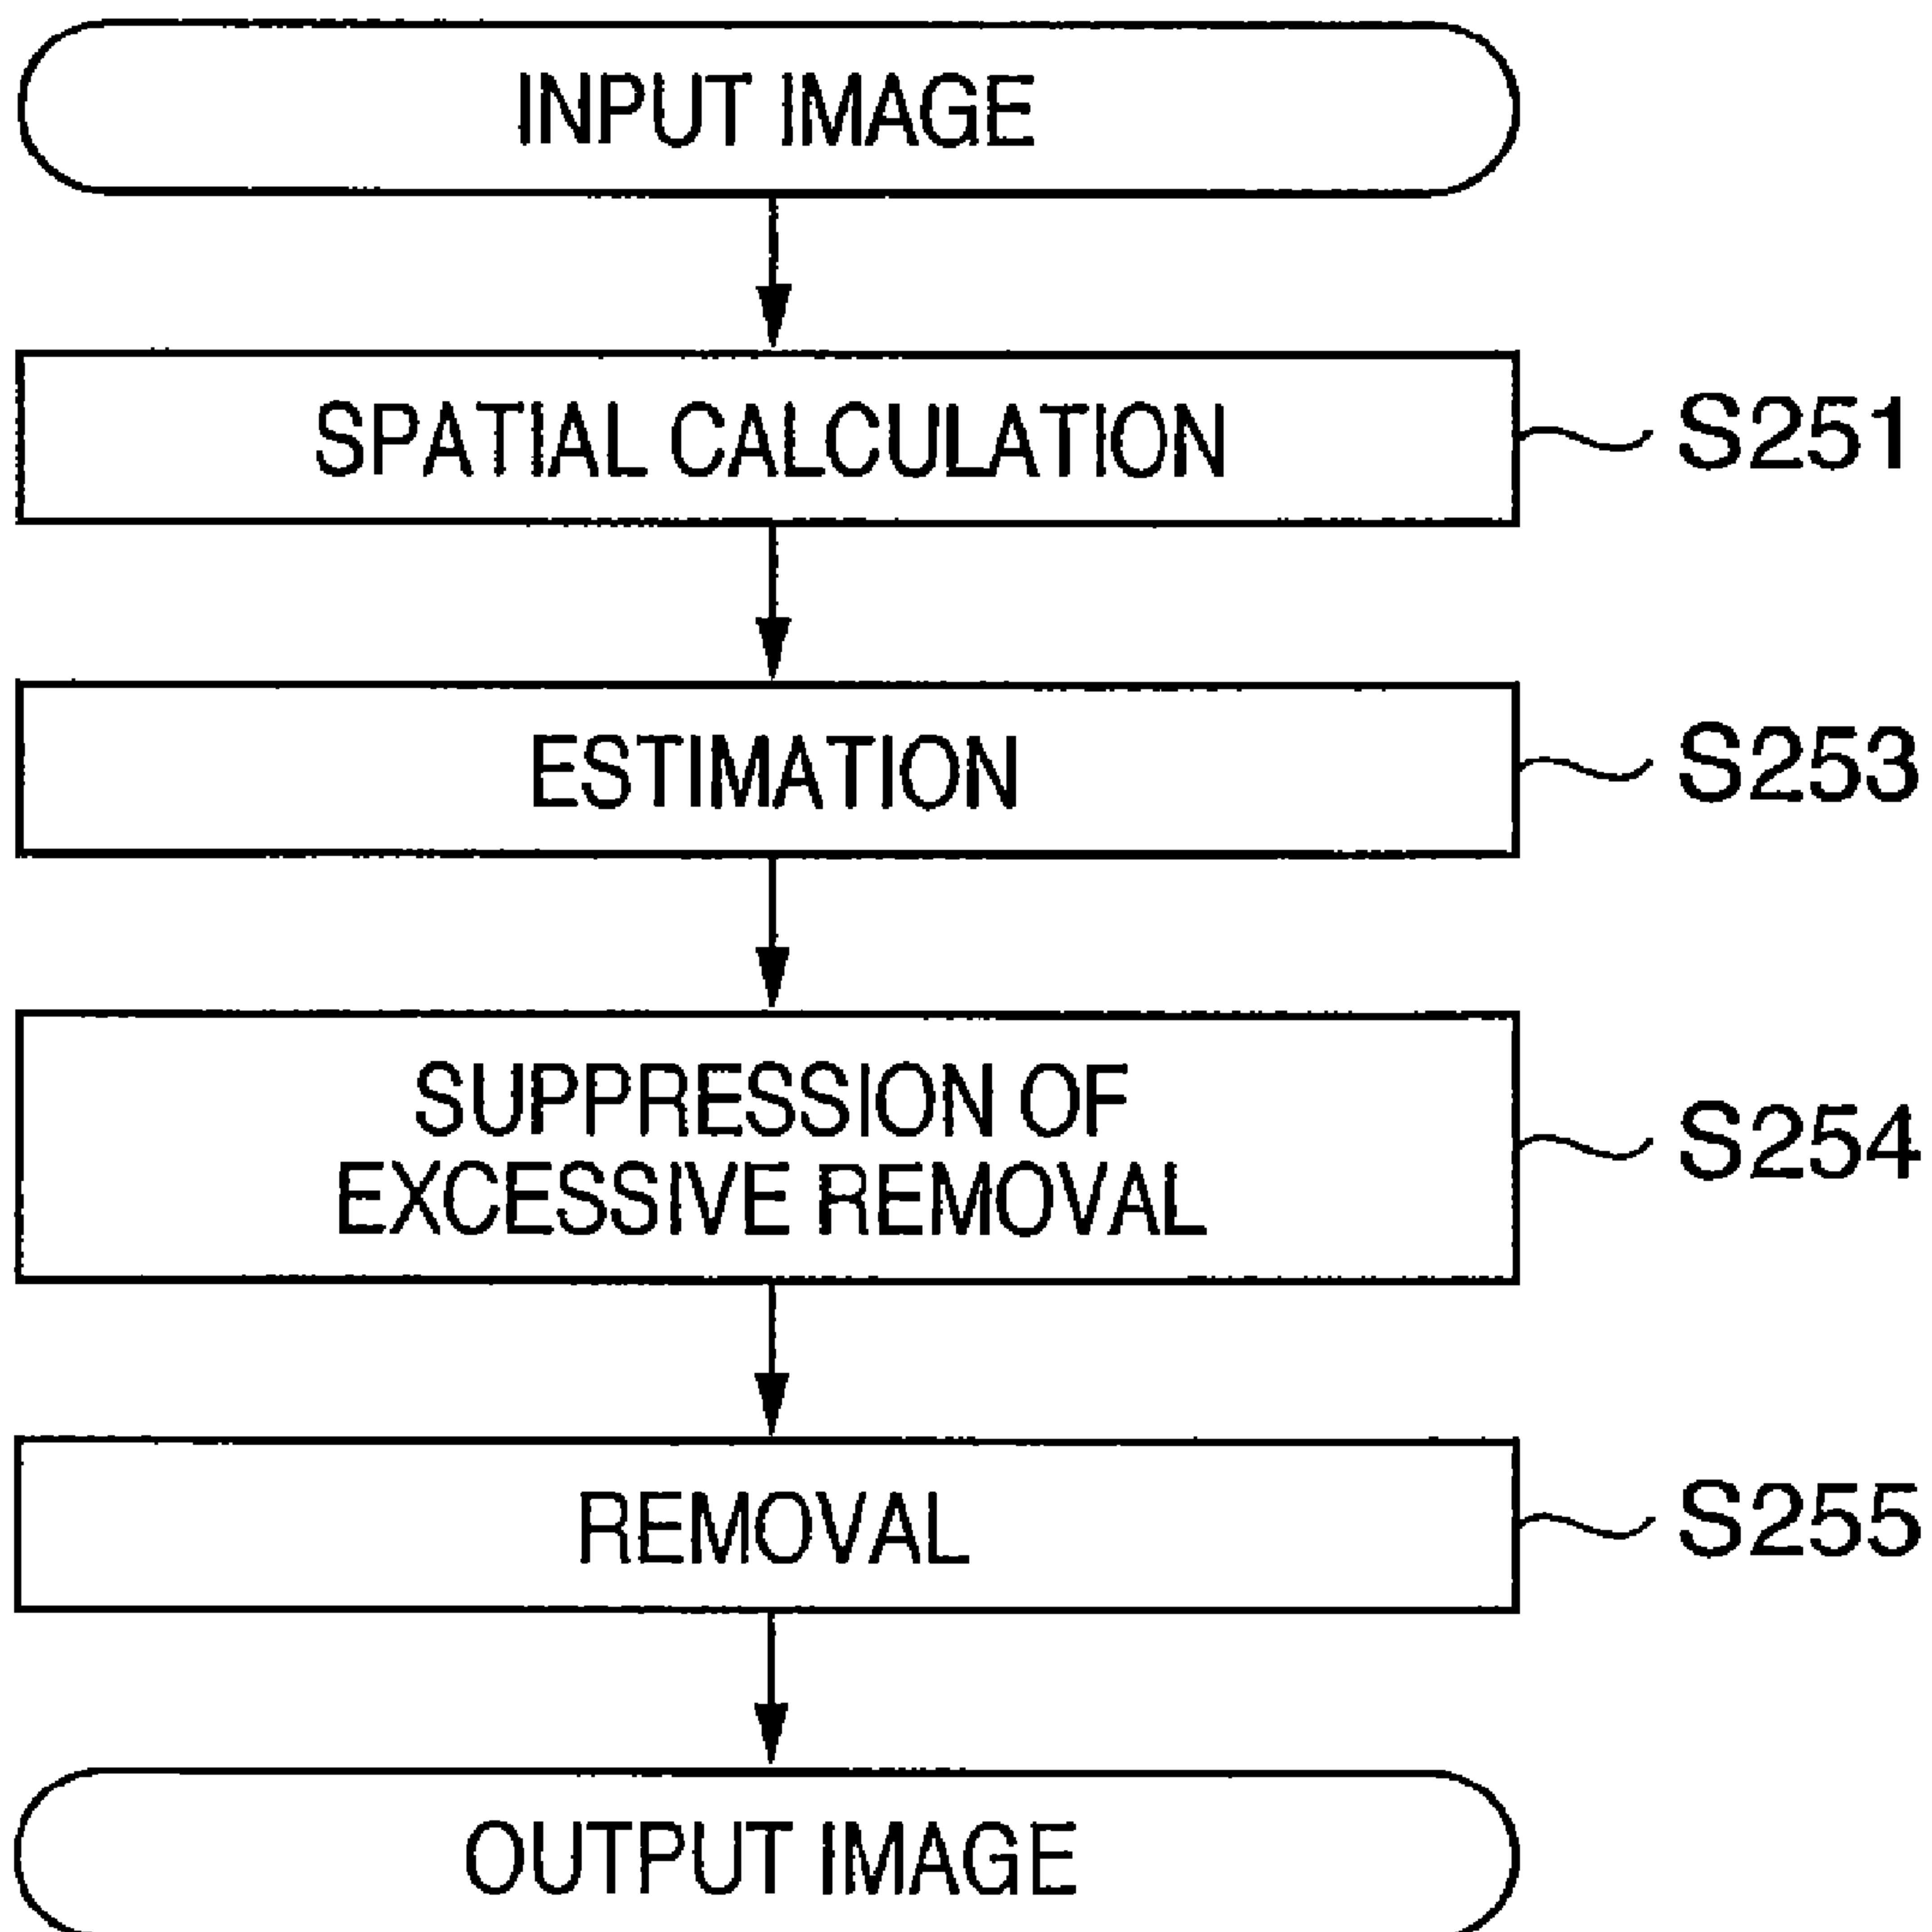 INPUT IMAGE
SPATIAL CALCULATION
S251
ESTIMATION
S253
SUPPRESSION OF
EXCESSIVE REMOVAL
S254
REMOVAL
S255
OUTPUT IMAGE